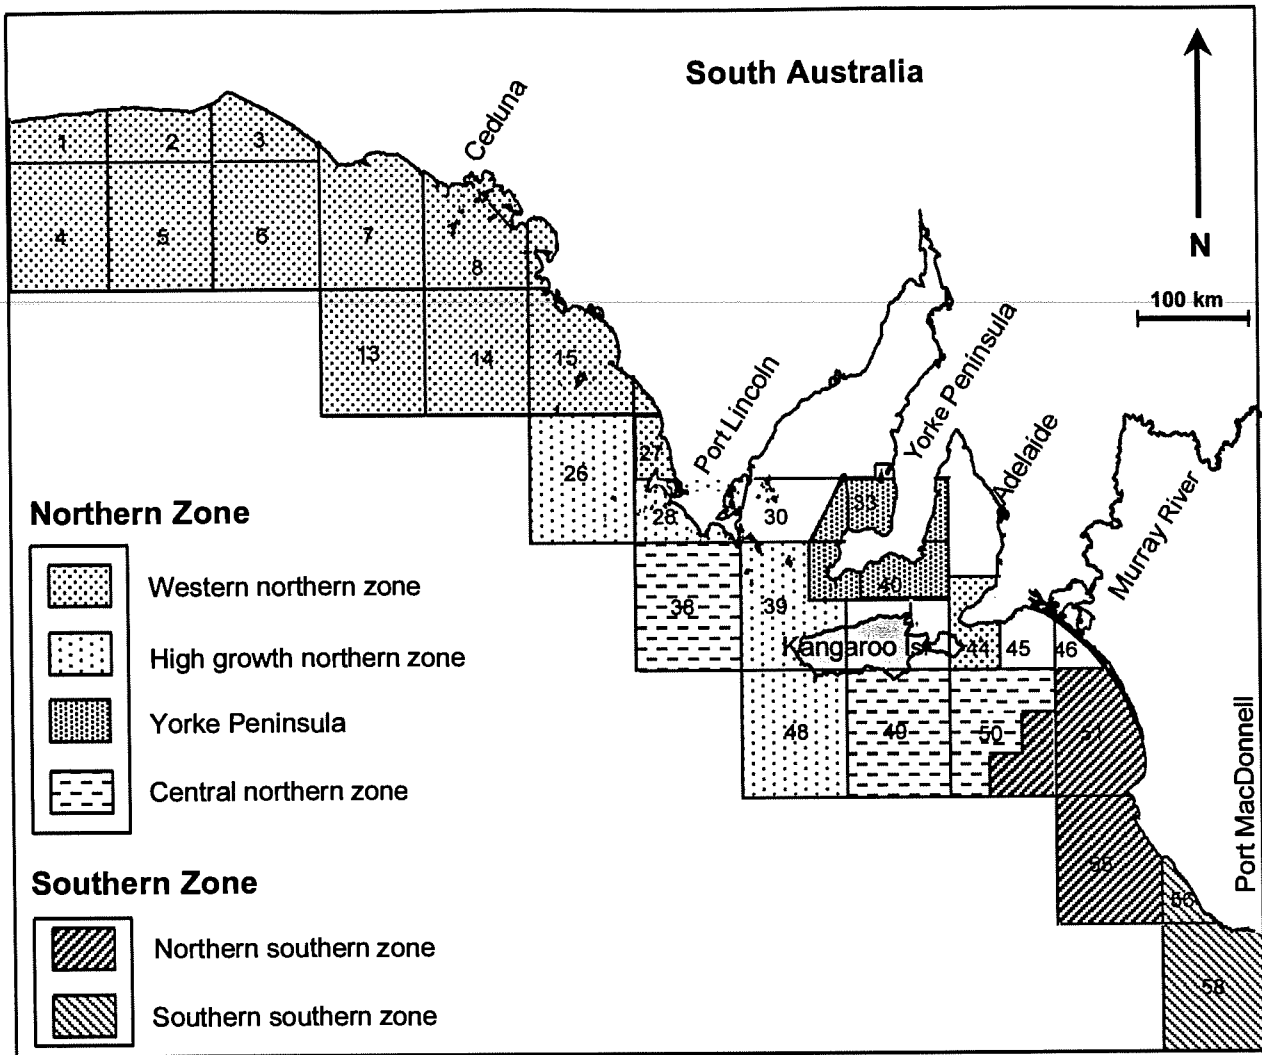 South Australia
N
100 km
Ceduna
Port Lincoln
Yorke Peninsula
Adelaide
Murray River
Port MacDonnell
Kangaroo Isl
1
2
3
4
5
6
7
8
13
14
15
26
27
28
30
33
38
39
40
44
45
46
48
49
50
51
55
56
58
Northern Zone
Western northern zone
High growth northern zone
Yorke Peninsula
Central northern zone
Southern Zone
Northern southern zone
Southern southern zone